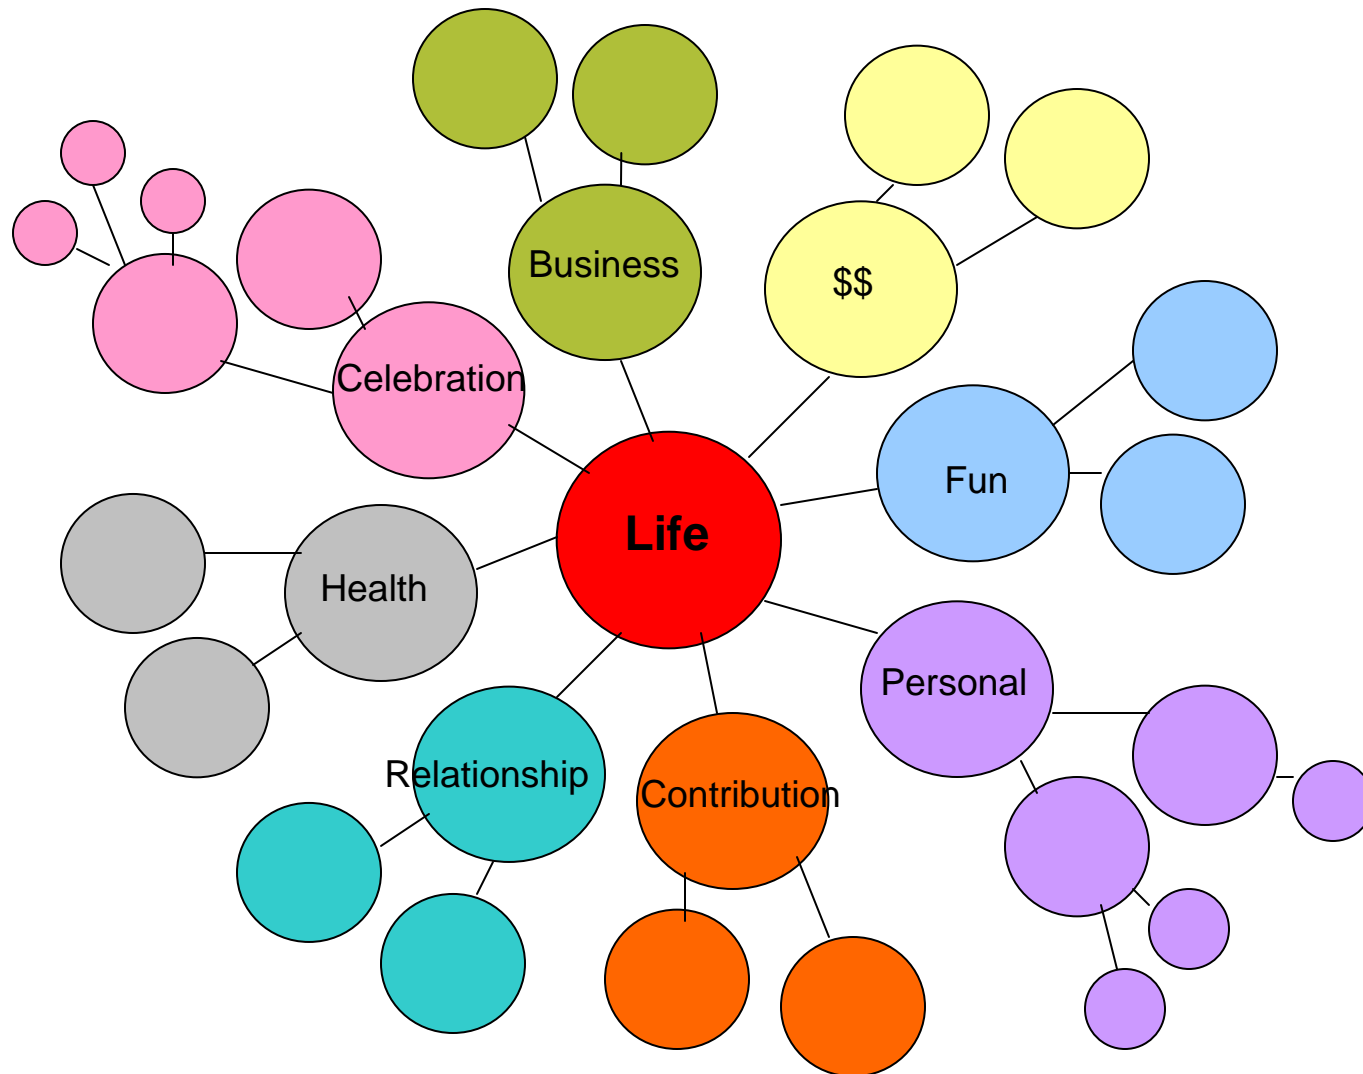 Business
$$
Celebration
Fun
Life
Health
Personal
Relationship
Contribution